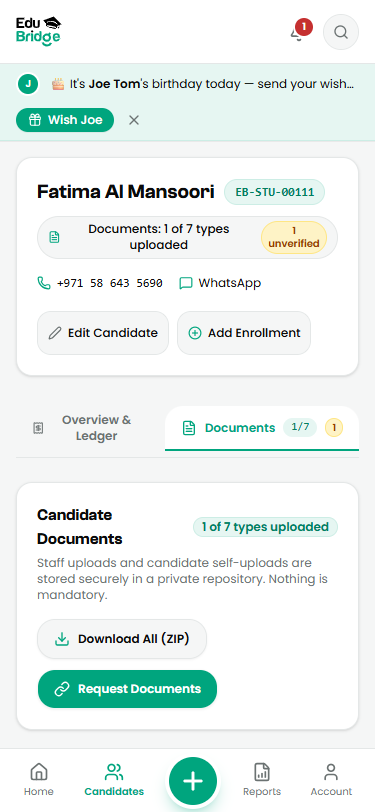 Edu
Bridge
1
J
It's Joe Tom's birthday today — send your wish...
Wish Joe
Fatima Al Mansoori
EB-STU-00111
Documents: 1 of 7 types
uploaded
1
unverified
+971 58 643 5690
WhatsApp
Edit Candidate
Add Enrollment
Overview &
Ledger
Documents
1/7
1
Candidate
Documents
1 of 7 types uploaded
Staff uploads and candidate self-uploads are
stored securely in a private repository. Nothing is
mandatory.
Download All (ZIP)
Request Documents
Home
Candidates
Reports
Account